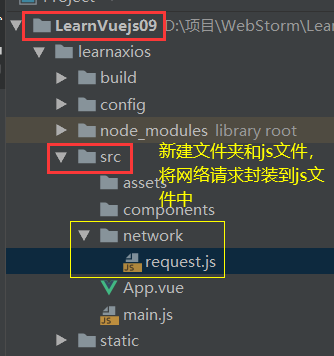 Project
LearnVuejs09 D:\项目\WebStorm\Lear
learnaxios
build
config
node_modules library root
src
新建文件夹和js文件，
将网络请求封装到js文
件中
assets
components
network
JS request.js
App.vue
JS main.js
static